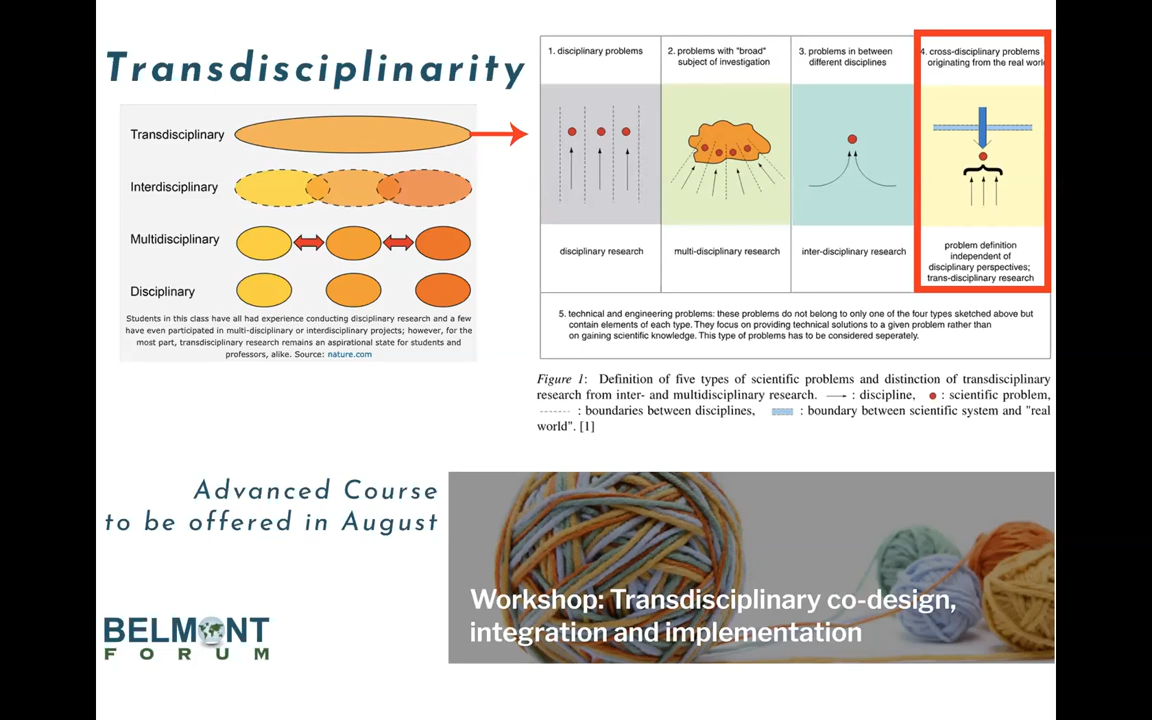 Transdisciplinarity
Transdisciplinary
Interdisciplinary
Multidisciplinary
Disciplinary
Students in this class have all had experience conducting disciplinary research and a few
have even participated in multi-disciplinary or interdisciplinary projects; however, for the
most part, transdisciplinary research remains an aspirational state for students and
professors, alike. Source: nature.com
1. disciplinary problems
2. problems with "broad"
subject of investigation
3. problems in between
different disciplines
4. cross-disciplinary problems
originating from the real world
disciplinary research
multi-disciplinary research
inter-disciplinary research
problem definition
independent of
disciplinary perspectives;
trans-disciplinary research
5. technical and engineering problems: these problems do not belong to only one of the four types sketched above but
contain elements of each type. They focus on providing technical solutions to a given problem rather than
on gaining scientific knowledge. This type of problems has to be considered seperately.
Figure 1: Definition of five types of scientific problems and distinction of transdisciplinary
research from inter- and multidisciplinary research. : discipline, : scientific problem,
: boundaries between disciplines, : boundary between scientific system and "real
world". [1]
Advanced Course
to be offered in August
Workshop: Transdisciplinary co-design,
integration and implementation
BELMONT
FORUM